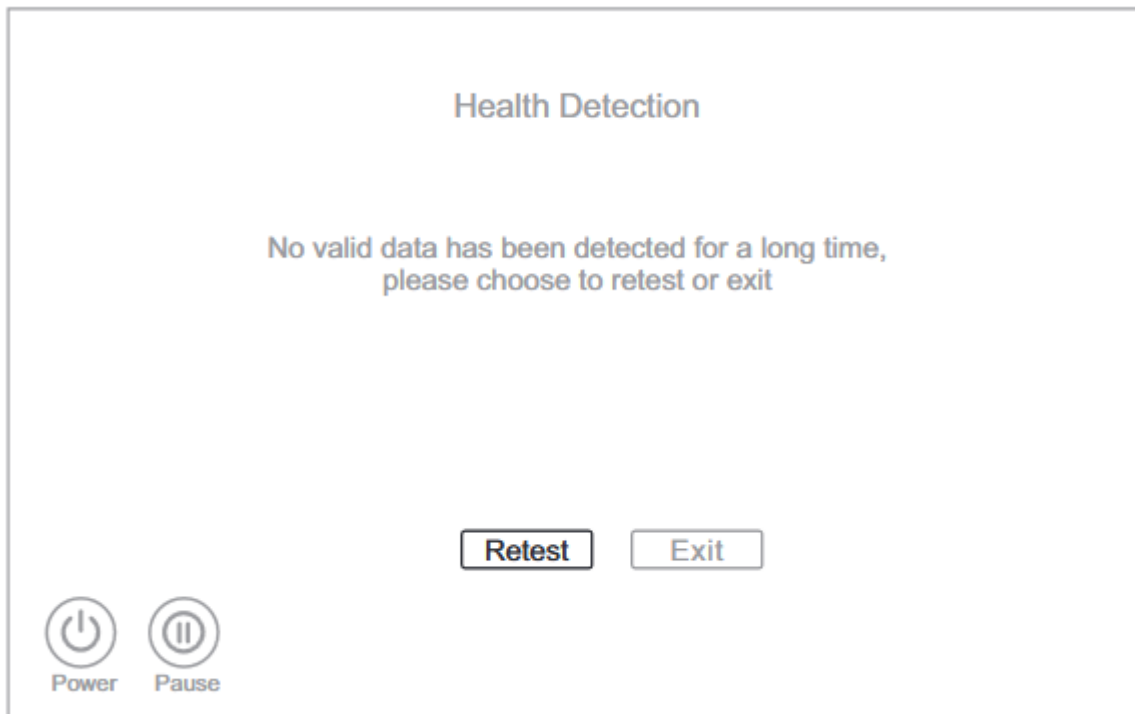 Health Detection
No valid data has been detected for a long time,
please choose to retest or exit
Retest
Exit
Power
Pause